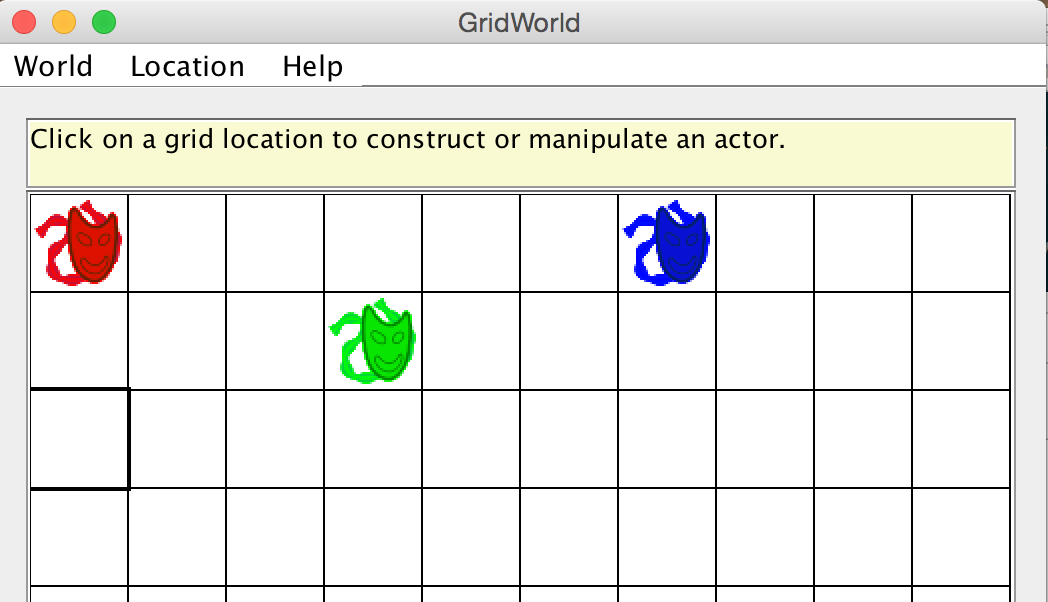 GridWorld
World Location Help
Click on a grid location to construct or manipulate an actor.